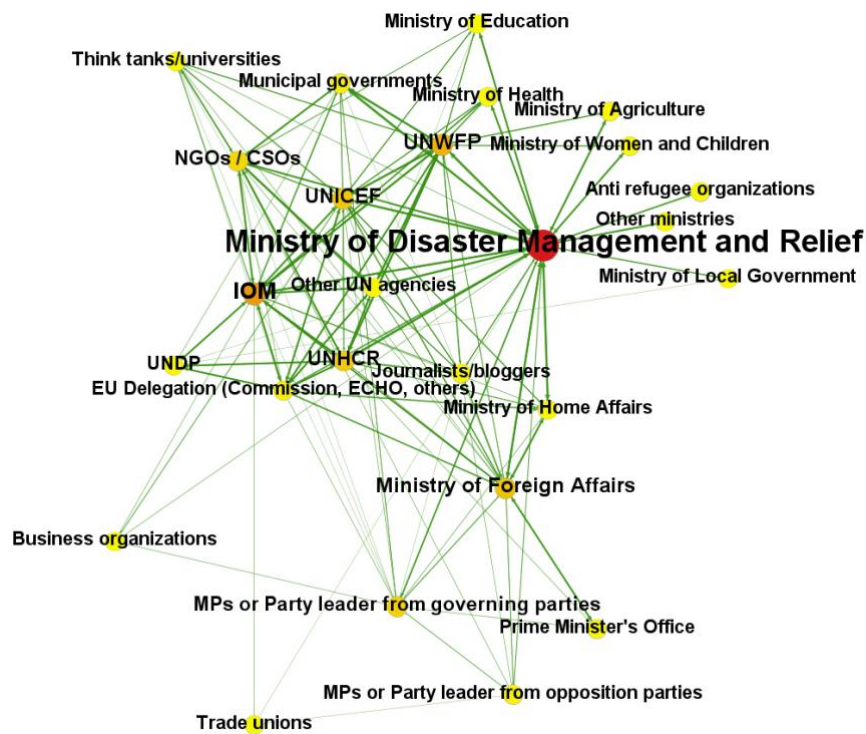 Ministry of Education
Think tanks/universities
Municipal governments
Ministry of Health
Ministry of Agriculture
UNWFP
Ministry of Women and Children
NGOs / CSOs
UNICEF
Anti refugee organizations
Other ministries
Ministry of Disaster Management and Relief
Ministry of Local Government
Other UN agencies
IOM
UNHCR
UNDP
Journalists/bloggers
EU Delegation (Commission, ECHO, others)
Ministry of Home Affairs
Ministry of Foreign Affairs
Business organizations
MPs or Party leader from governing parties
Prime Minister's Office
MPs or Party leader from opposition parties
Trade unions